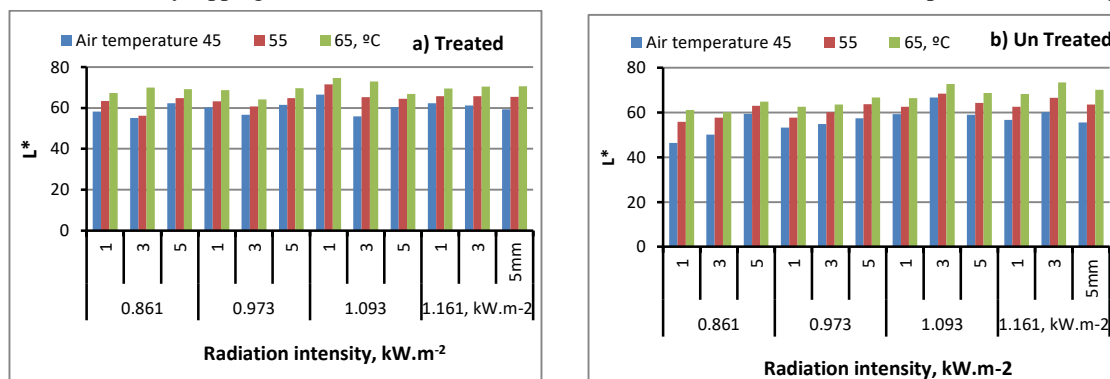 Air temperature 45 55 65, ºC a) Treated
80
60
40
20
0
L*
1 3 5 1 3 5 1 3 5 1 3 5mm
0.861 0.973 1.093 1.161, kW.m-2
Radiation intensity, kW.m-2
b) Un Treated
Air temperature 45 55 65, ºC
80
60
40
20
0
L*
1 3 5 1 3 5 1 3 5 1 3 5mm
0.861 0.973 1.093 1.161, kW.m-2
Radiation intensity, kW.m-2